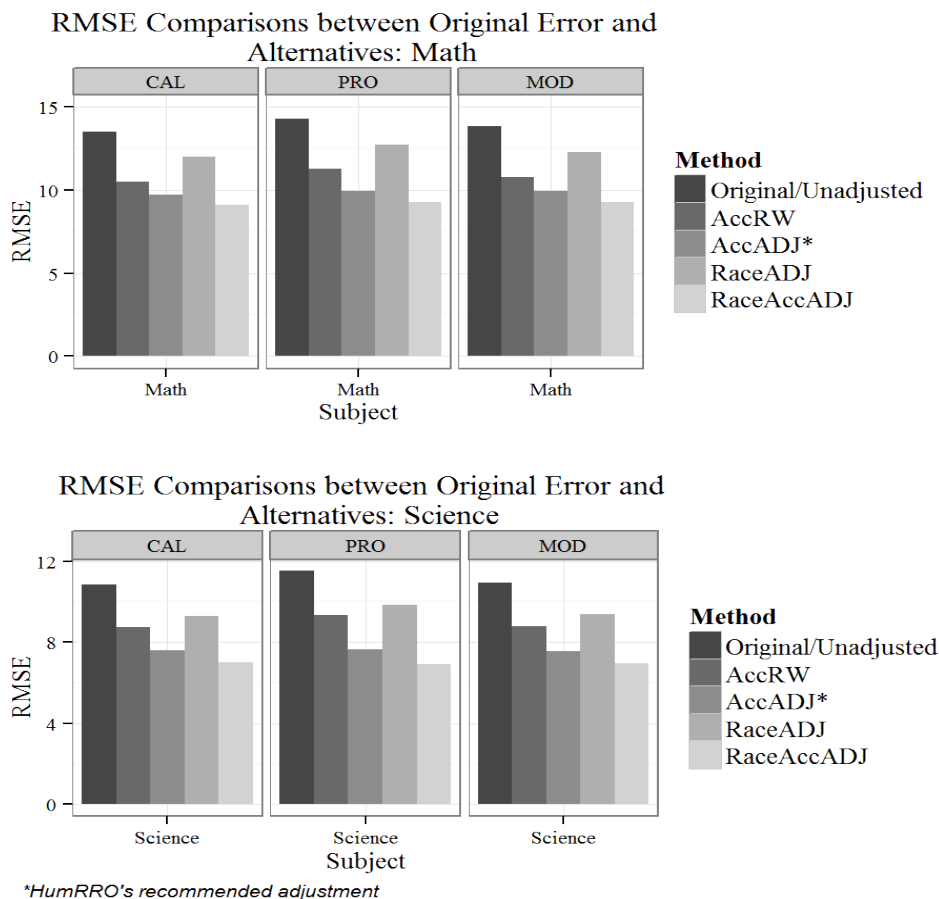 RMSE Comparisons between Original Error and
Alternatives: Math
CAL PRO MOD
15
10
5
0
RMSE
Math Math Math
Subject
Method
Original/Unadjusted
AccRW
AccADJ*
RaceADJ
RaceAccADJ
RMSE Comparisons between Original Error and
Alternatives: Science
CAL PRO MOD
12
8
4
0
RMSE
Science Science Science
Subject
Method
Original/Unadjusted
AccRW
AccADJ*
RaceADJ
RaceAccADJ
*HumRRO's recommended adjustment